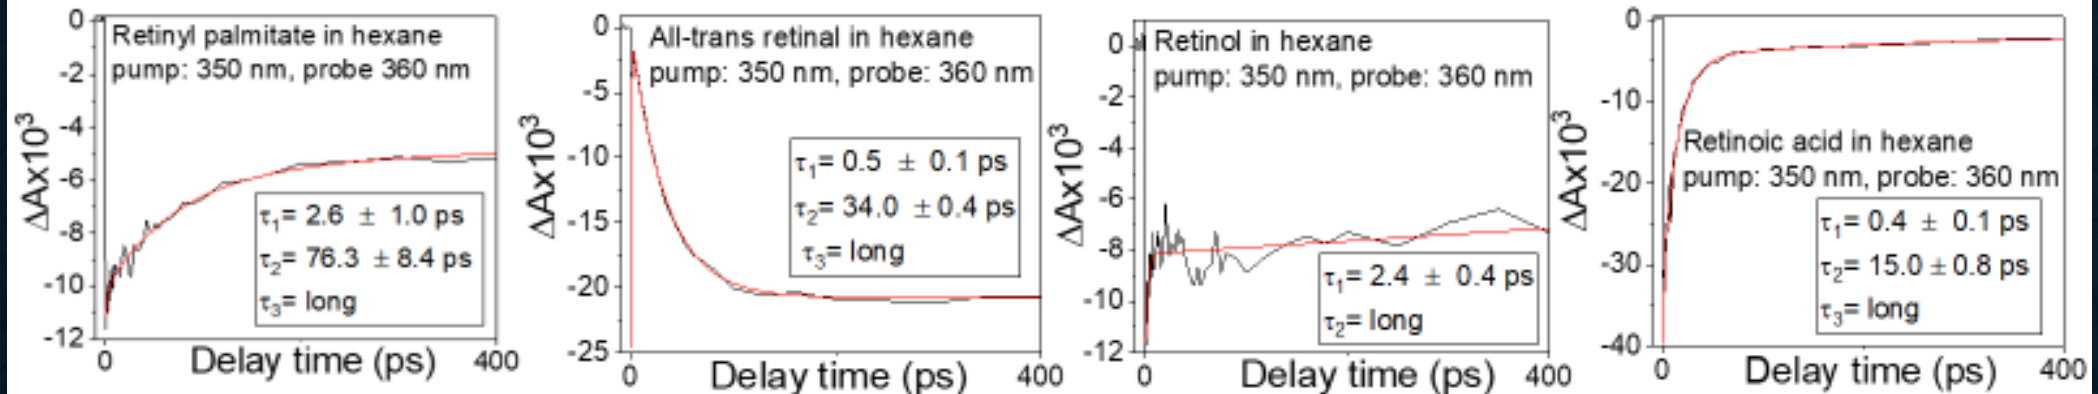 Retinyl palmitate in hexane
pump: 350 nm, probe 360 nm
τ₁= 2.6 ± 1.0 ps
τ₂= 76.3 ± 8.4 ps
τ₃= long
0
-2
-4
-6
-8
-10
-12
ΔAx10³
0
400
Delay time (ps)
All-trans retinal in hexane
pump: 350 nm, probe: 360 nm
τ₁= 0.5 ± 0.1 ps
τ₂= 34.0 ± 0.4 ps
τ₃= long
0
-5
-10
-15
-20
-25
ΔAx10³
0
400
Delay time (ps)
Retinol in hexane
pump: 350 nm, probe: 360 nm
τ₁= 2.4 ± 0.4 ps
τ₂= long
0
-2
-4
-6
-8
-10
-12
ΔAx10³
0
400
Delay time (ps)
Retinoic acid in hexane
pump: 350 nm, probe: 360 nm
τ₁= 0.4 ± 0.1 ps
τ₂= 15.0 ± 0.8 ps
τ₃= long
0
-10
-20
-30
-40
ΔAx10³
0
400
Delay time (ps)